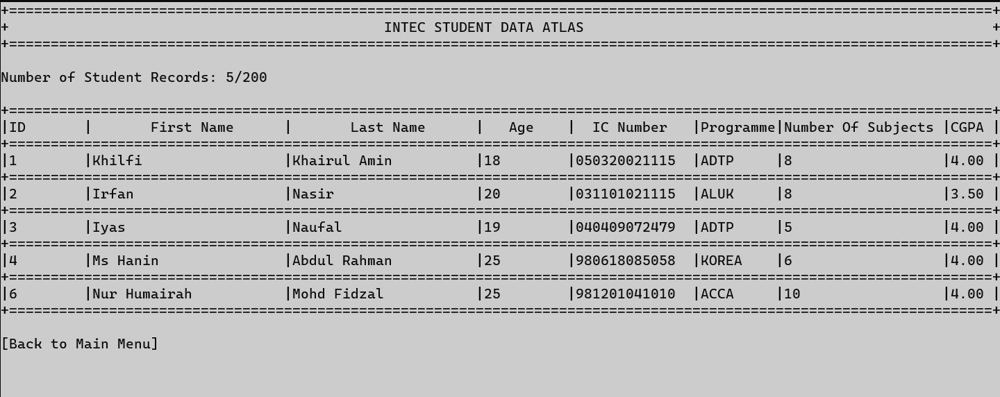 +======================================================================================================================+
+                                             INTEC STUDENT DATA ATLAS                                                 +
+======================================================================================================================+
Number of Student Records: 5/200
+======================================================================================================================+
|ID       |       First Name      |       Last Name      |   Age    |  IC Number   |Programme|Number Of Subjects |CGPA |
+======================================================================================================================+
|1        |Khilfi                 |Khairul Amin          |18        |050320021115  |ADTP     |8                  |4.00 |
+======================================================================================================================+
|2        |Irfan                  |Nasir                 |20        |031101021115  |ALUK     |8                  |3.50 |
+======================================================================================================================+
|3        |Iyas                   |Naufal                |19        |040409072479  |ADTP     |5                  |4.00 |
+======================================================================================================================+
|4        |Ms Hanin               |Abdul Rahman          |25        |980618085058  |KOREA    |6                  |4.00 |
+======================================================================================================================+
|6        |Nur Humairah           |Mohd Fidzal           |25        |981201041010  |ACCA     |10                 |4.00 |
+======================================================================================================================+
[Back to Main Menu]